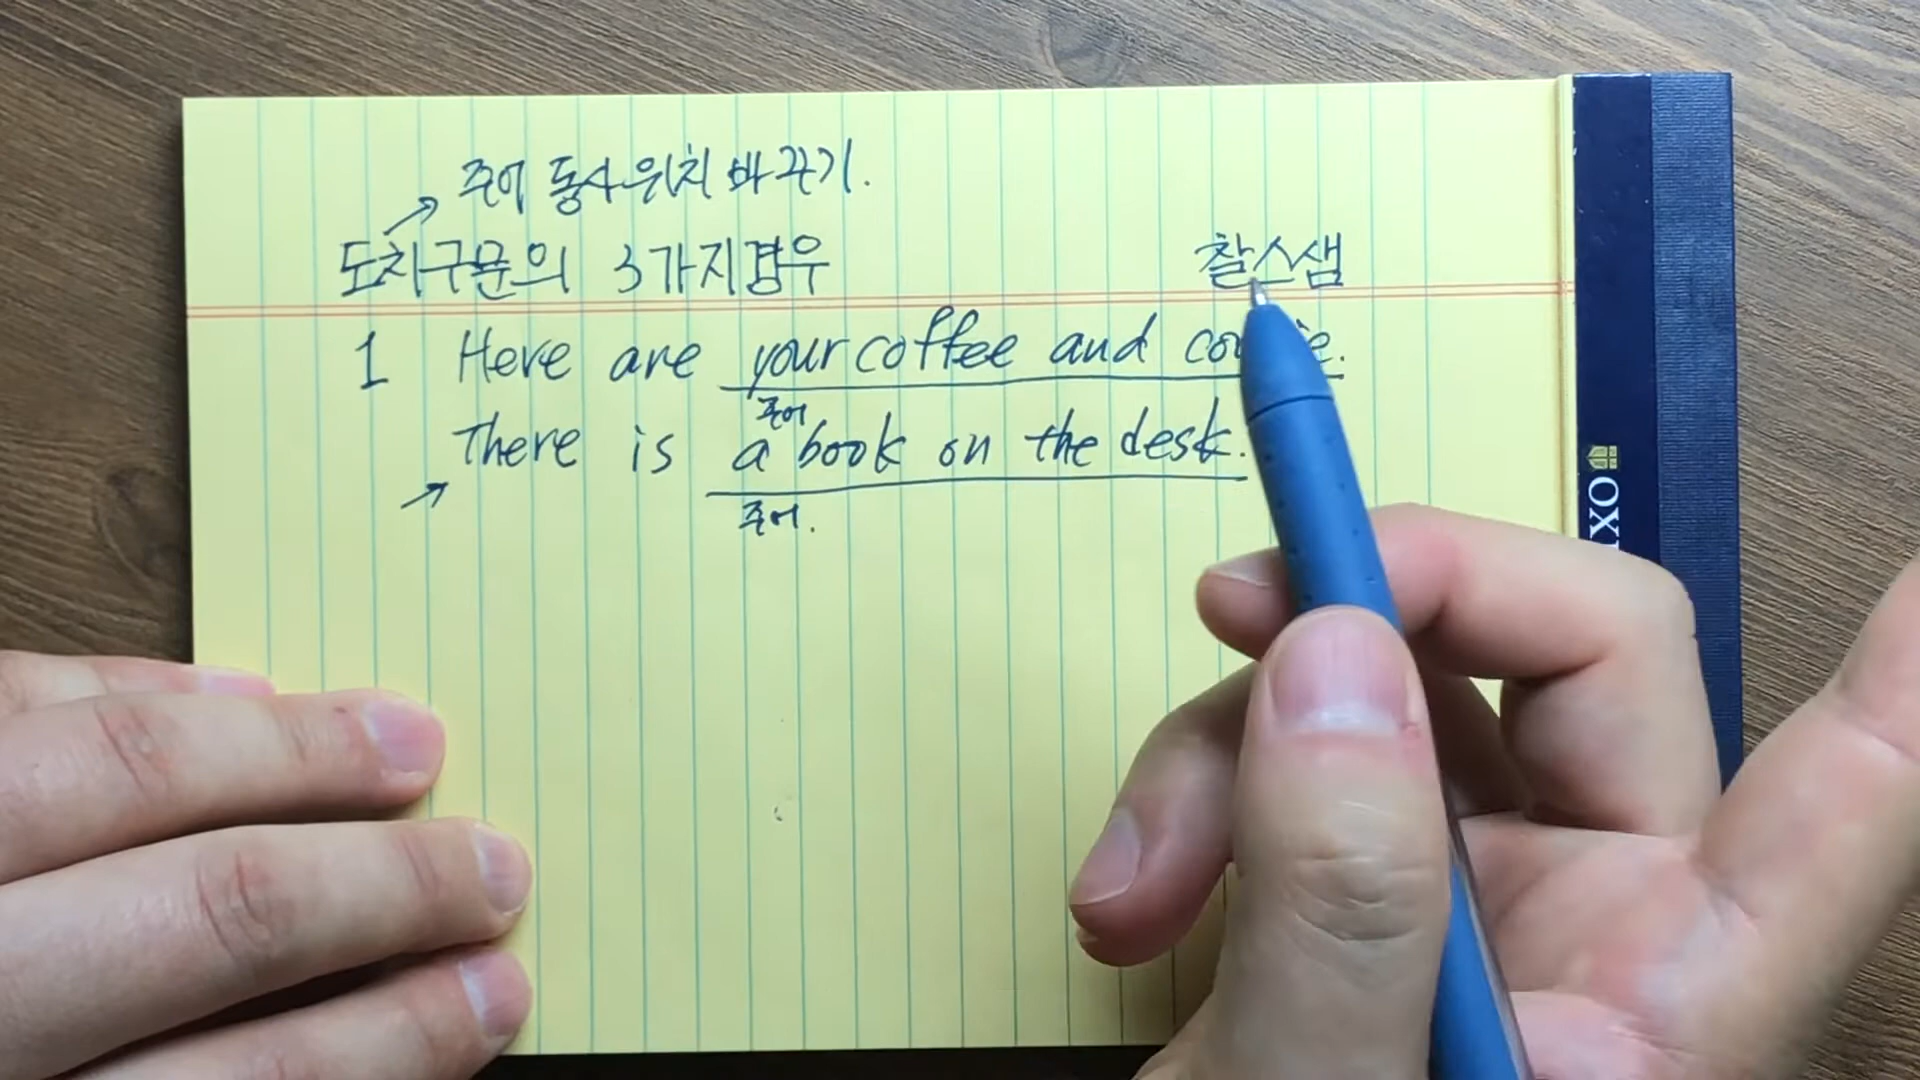 주어 동사 위치 바꾸기.
도치구문의 3가지 경우
찰스샘
1 Here are your coffee and
주어
There is a book on the desk.
주어.
OXI